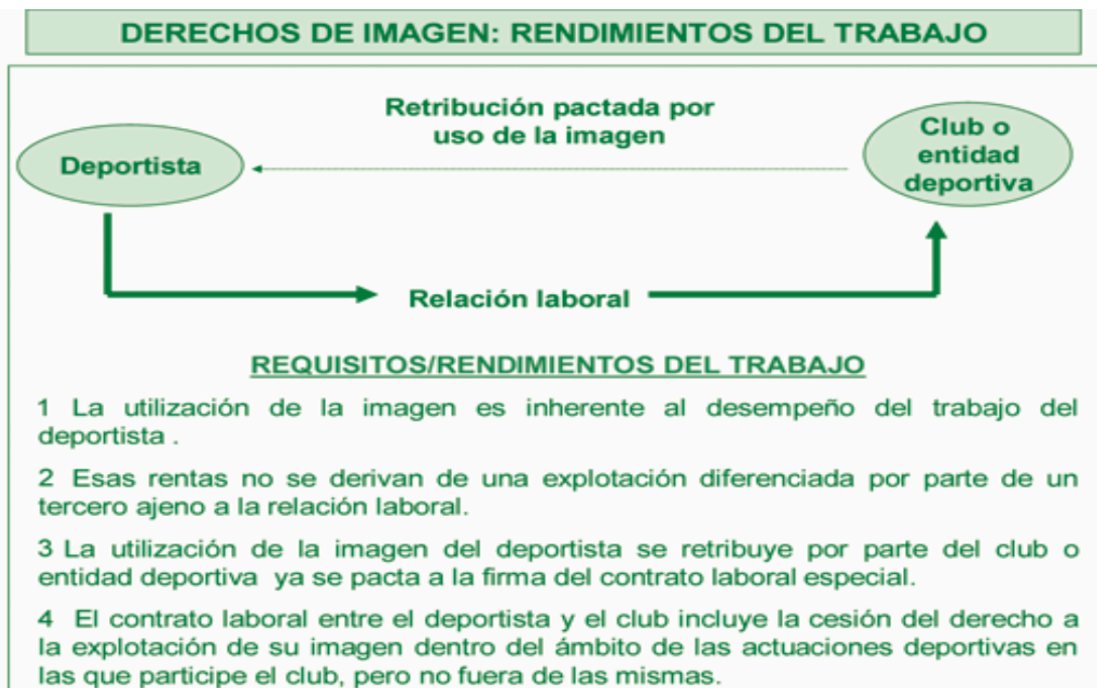 DERECHOS DE IMAGEN: RENDIMIENTOS DEL TRABAJO
Retribución pactada por
uso de la imagen
Deportista
Club o
entidad
deportiva
Relación laboral
REQUISITOS/RENDIMIENTOS DEL TRABAJO
1 La utilización de la imagen es inherente al desempeño del trabajo del
deportista .
2 Esas rentas no se derivan de una explotación diferenciada por parte de un
tercero ajeno a la relación laboral.
3 La utilización de la imagen del deportista se retribuye por parte del club o
entidad deportiva ya se pacta a la firma del contrato laboral especial.
4 El contrato laboral entre el deportista y el club incluye la cesión del derecho a
la explotación de su imagen dentro del ámbito de las actuaciones deportivas en
las que participe el club, pero no fuera de las mismas.